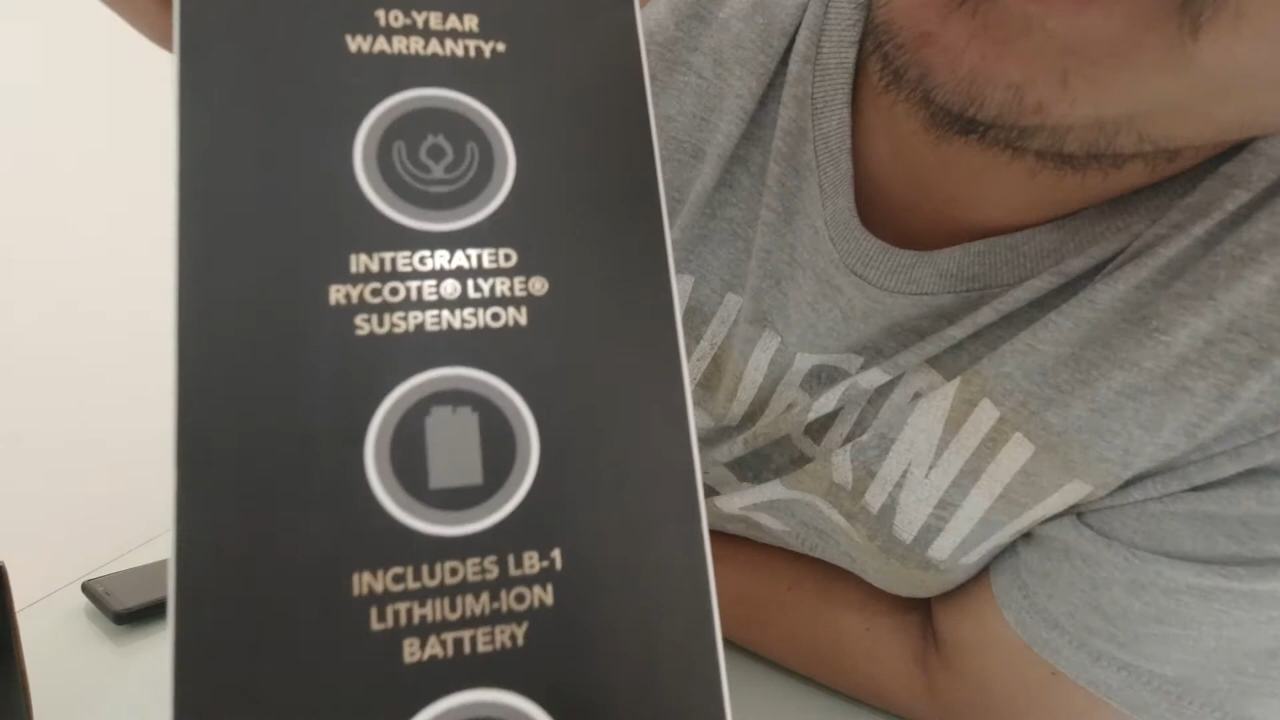 10-YEAR
WARRANTY*
INTEGRATED
RYCOTE® LYRE®
SUSPENSION
INCLUDES LB-1
LITHIUM-ION
BATTERY